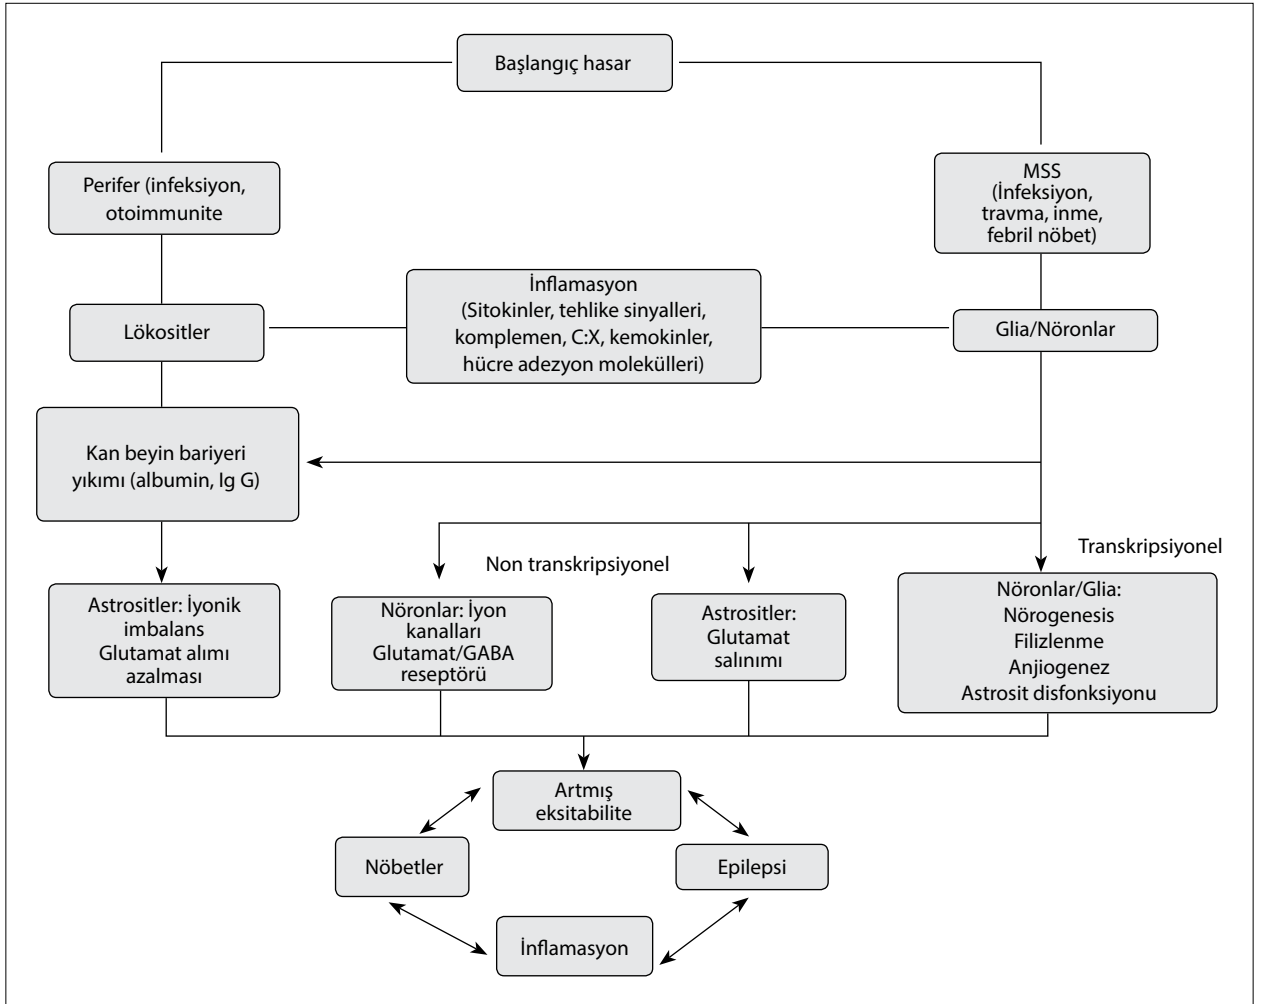 Başlangıç hasar
Perifer (infeksiyon,
otoimmunite
MSS
(İnfeksiyon,
travma, inme,
febril nöbet)
Lökositler
İnflamasyon
(Sitokinler, tehlike sinyalleri,
komplemen, C:X, kemokinler,
hücre adezyon molekülleri)
Glia/Nöronlar
Kan beyin bariyeri
yıkımı (albumin, Ig G)
Non transkripsiyonel
Transkripsiyonel
Astrositler: İyonik
imbalans
Glutamat alımı
azalması
Nöronlar: İyon
kanalları
Glutamat/GABA
reseptörü
Astrositler:
Glutamat
salınımı
Nöronlar/Glia:
Nörogenesis
Filizlenme
Anjiogenez
Astrosit disfonksiyonu
Artmış
eksitabilite
Nöbetler
Epilepsi
İnflamasyon